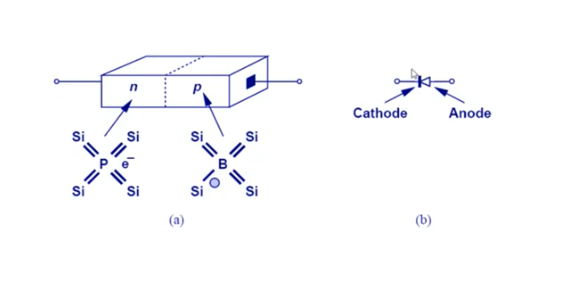 n p
Si Si Si Si
P e⁻ B
Si Si Si Si
(a)
Cathode Anode
(b)